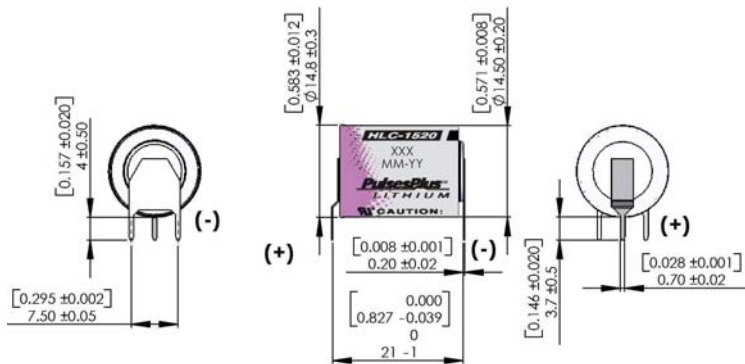 [0.583 ±0.012]
Ø14.8 ±0.3
[0.571 ±0.008]
Ø14.50 ±0.20
[0.157 ±0.020]
4 ±0.50
HLC-1520
XXX
MM-YY
PulsesPlus™
LITHIUM
CAUTION:
(-)
(+)
(-)
(+)
[0.008 ±0.001]
0.20 ±0.02
[0.146 ±0.020]
3.7 ±0.5
[0.028 ±0.001]
0.70 ±0.02
[0.295 ±0.002]
7.50 ±0.05
0.000
[0.827 -0.039]
0
21 -1